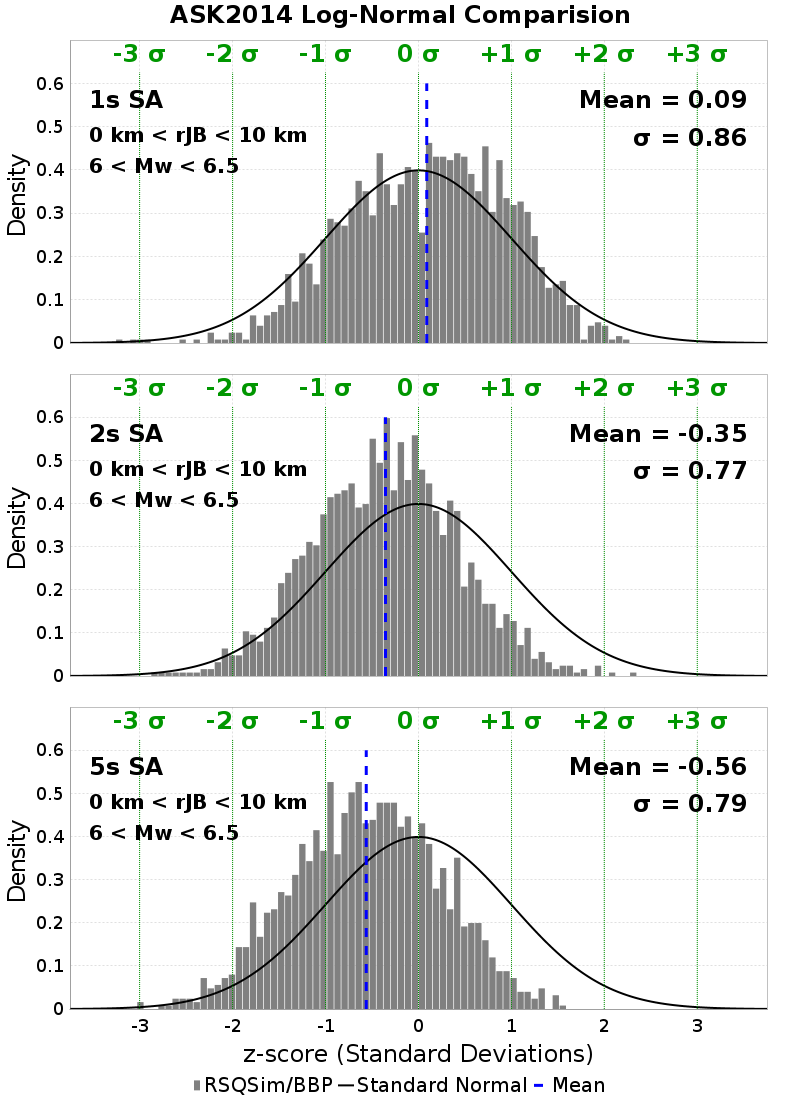 ASK2014 Log-Normal Comparision
-3 σ -2 σ -1 σ 0 σ +1 σ +2 σ +3 σ
1s SA
Mean = 0.09
0 km < rJB < 10 km
σ = 0.86
6 < Mw < 6.5
0.6
0.5
0.4
0.3
0.2
0.1
0
Density
-3 σ -2 σ -1 σ 0 σ +1 σ +2 σ +3 σ
2s SA
Mean = -0.35
0 km < rJB < 10 km
σ = 0.77
6 < Mw < 6.5
0.6
0.5
0.4
0.3
0.2
0.1
0
Density
-3 σ -2 σ -1 σ 0 σ +1 σ +2 σ +3 σ
5s SA
Mean = -0.56
0 km < rJB < 10 km
σ = 0.79
6 < Mw < 6.5
0.6
0.5
0.4
0.3
0.2
0.1
0
Density
-3 -2 -1 0 1 2 3
z-score (Standard Deviations)
RSQSim/BBP Standard Normal Mean